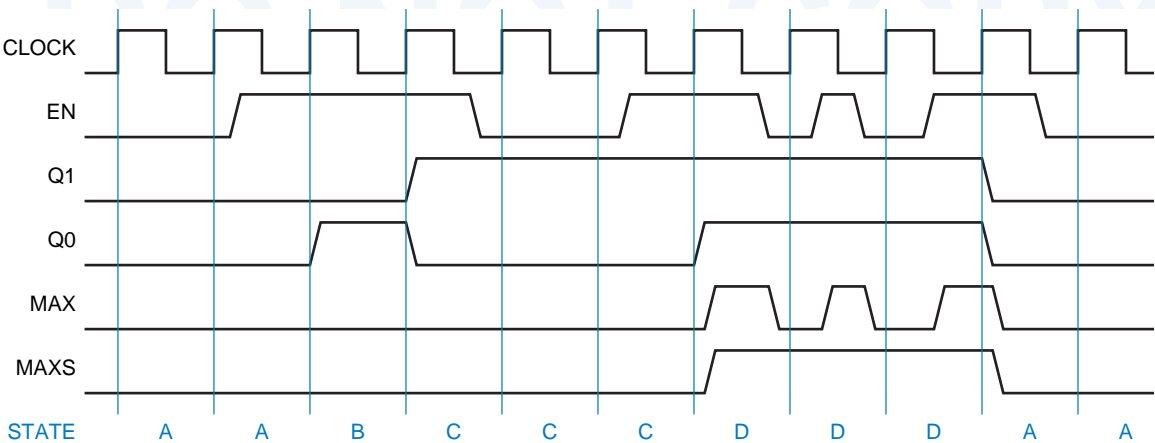 CLOCK
EN
Q1
Q0
MAX
MAXS
STATE A A B C C C D D D A A